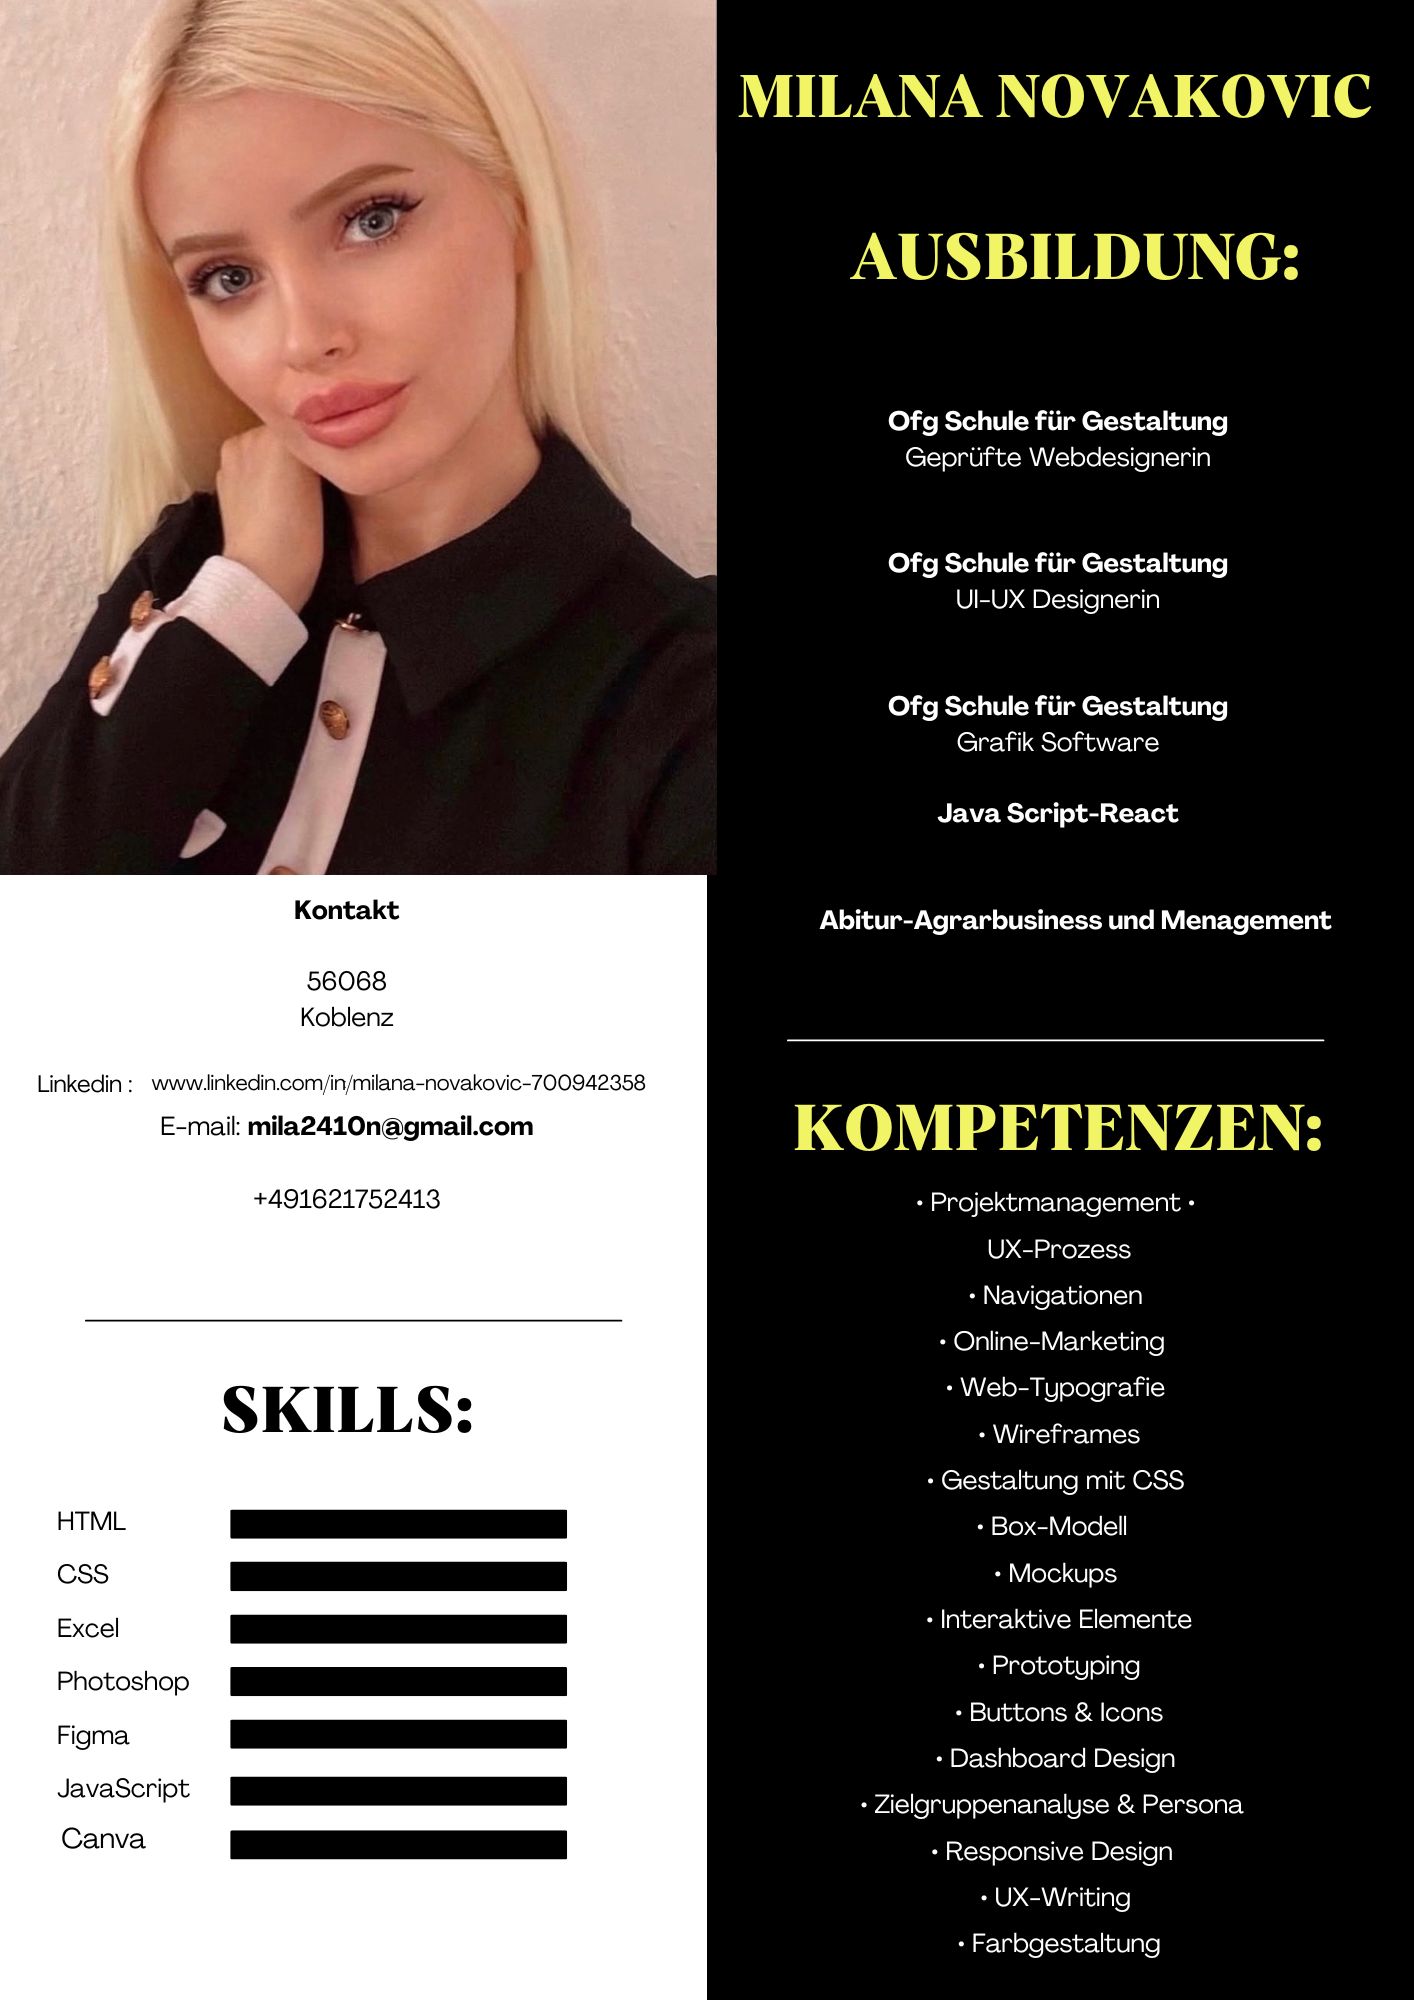 MILANA NOVAKOVIC
AUSBILDUNG:
Ofg Schule für Gestaltung
Geprüfte Webdesignerin
Ofg Schule für Gestaltung
UI-UX Designerin
Ofg Schule für Gestaltung
Grafik Software
Java Script-React
Abitur-Agrarbusiness und Menagement
Kontakt
56068
Koblenz
Linkedin : www.linkedin.com/in/milana-novakovic-700942358
E-mail: mila2410n@gmail.com
+491621752413
SKILLS:
HTML
CSS
Excel
Photoshop
Figma
JavaScript
Canva
KOMPETENZEN:
• Projektmanagement •
UX-Prozess
• Navigationen
• Online-Marketing
• Web-Typografie
• Wireframes
• Gestaltung mit CSS
• Box-Modell
• Mockups
• Interaktive Elemente
• Prototyping
• Buttons & Icons
• Dashboard Design
• Zielgruppenanalyse & Persona
• Responsive Design
• UX-Writing
• Farbgestaltung